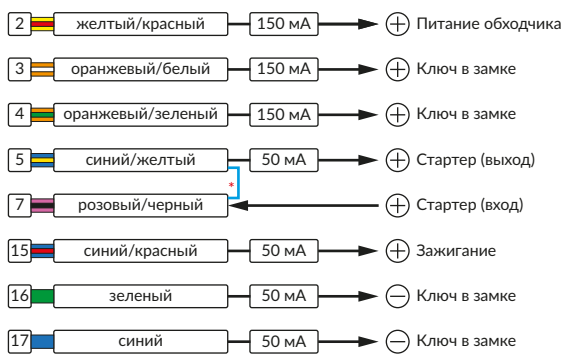 2 желтый/красный 150 мА + Питание обходчика
3 оранжевый/белый 150 мА + Ключ в замке
4 оранжевый/зеленый 150 мА + Ключ в замке
5 синий/желтый 50 мА + Стартер (выход)
*
7 розовый/черный + Стартер (вход)
15 синий/красный 50 мА + Зажигание
16 зеленый 50 мА − Ключ в замке
17 синий 50 мА − Ключ в замке